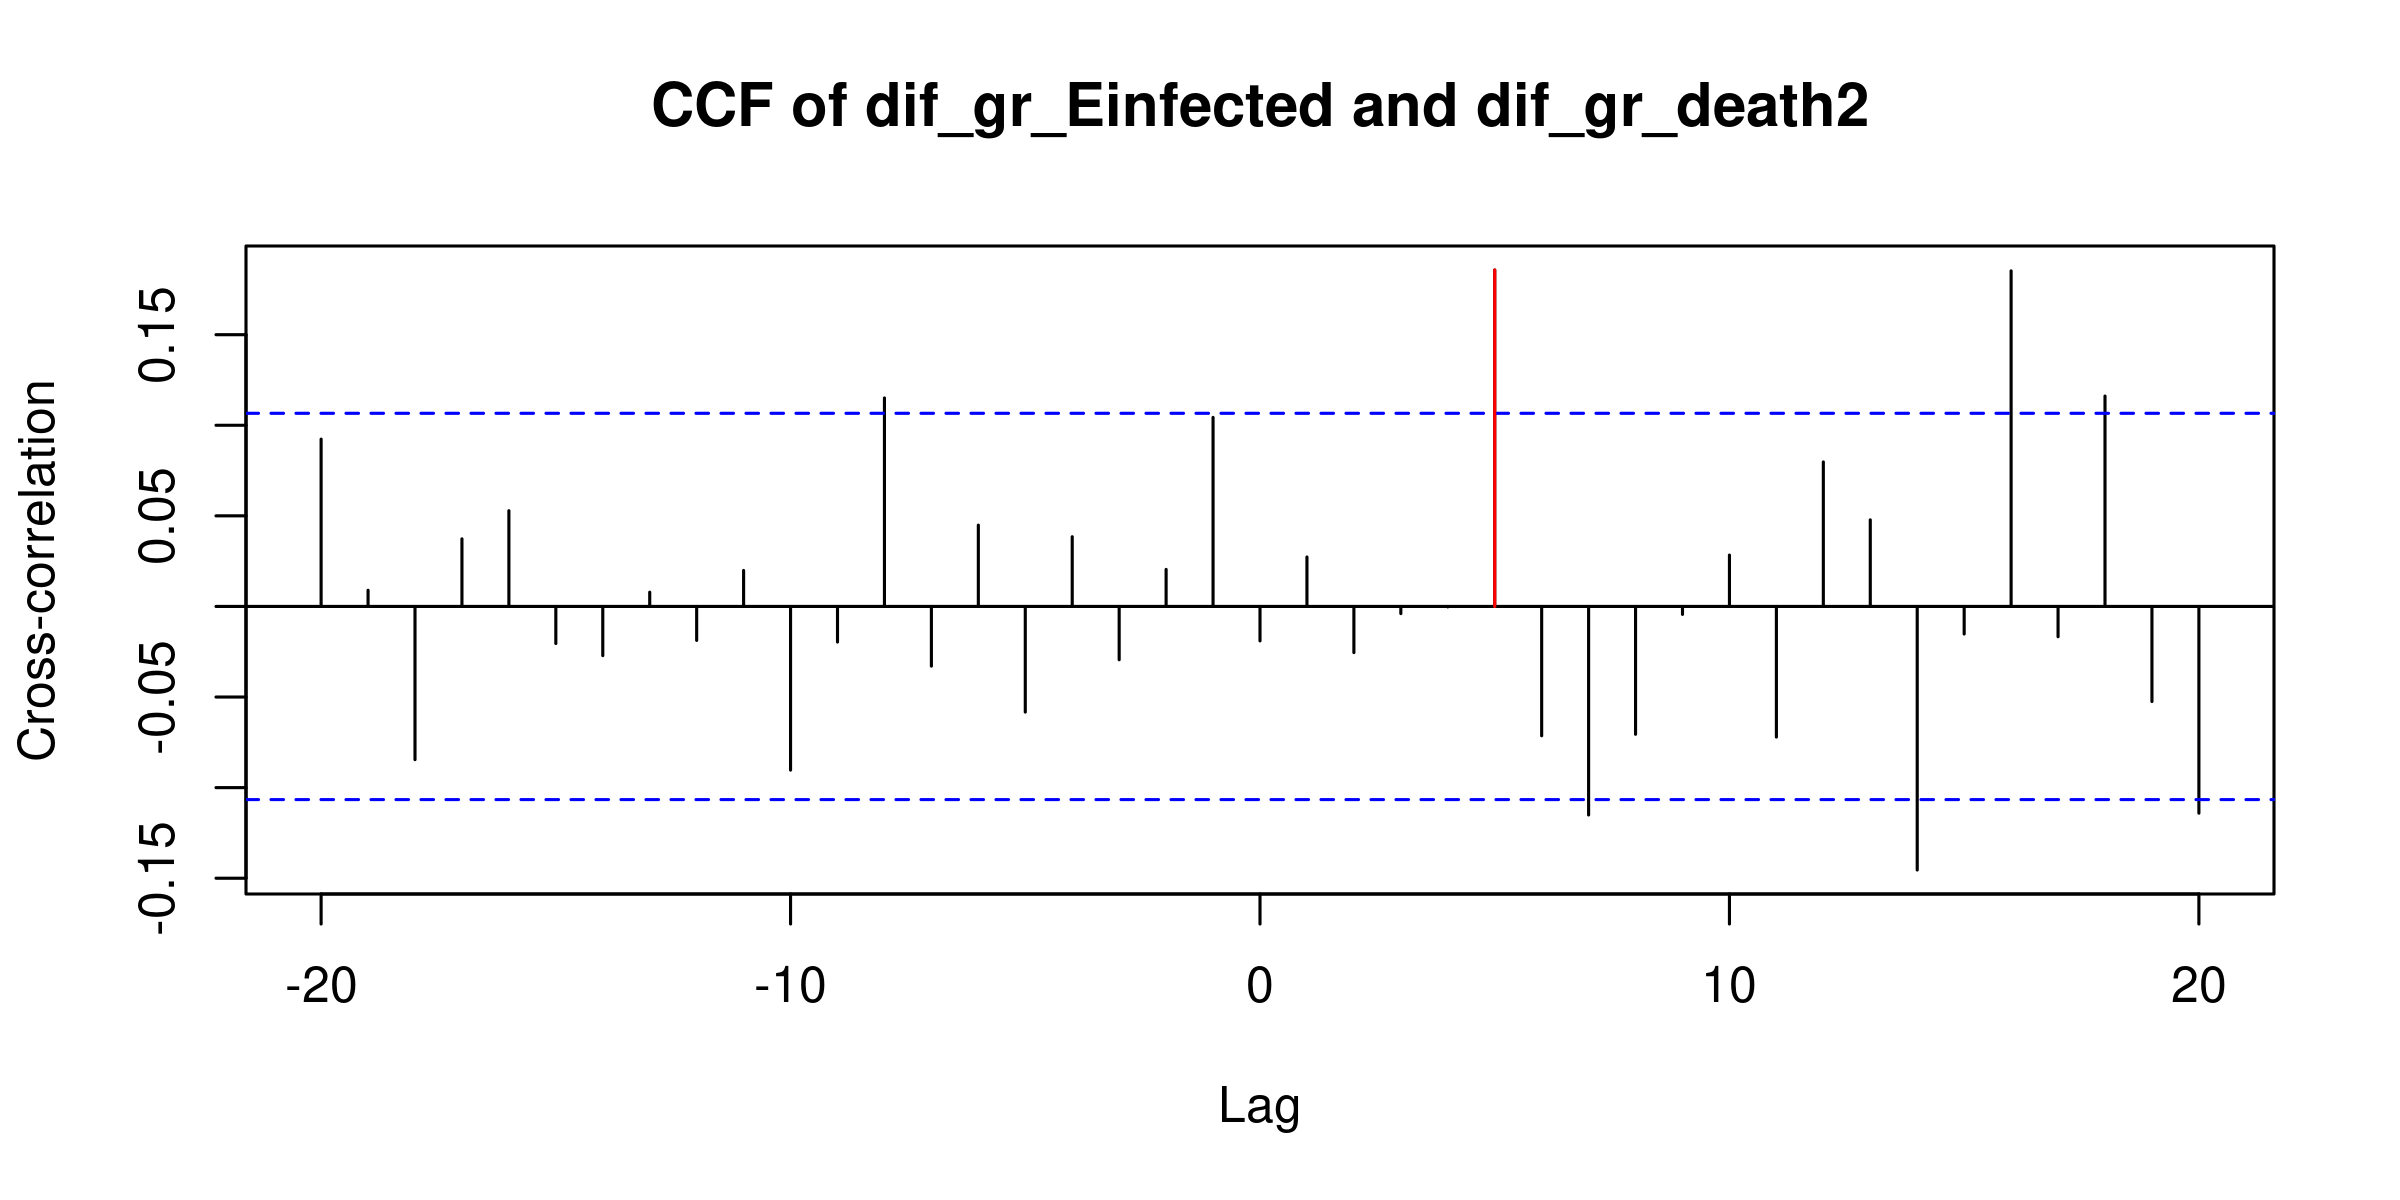 CCF of dif_gr_Einfected and dif_gr_death2
Cross-correlation
0.15
0.05
-0.05
-0.15
-20 -10 0 10 20
Lag